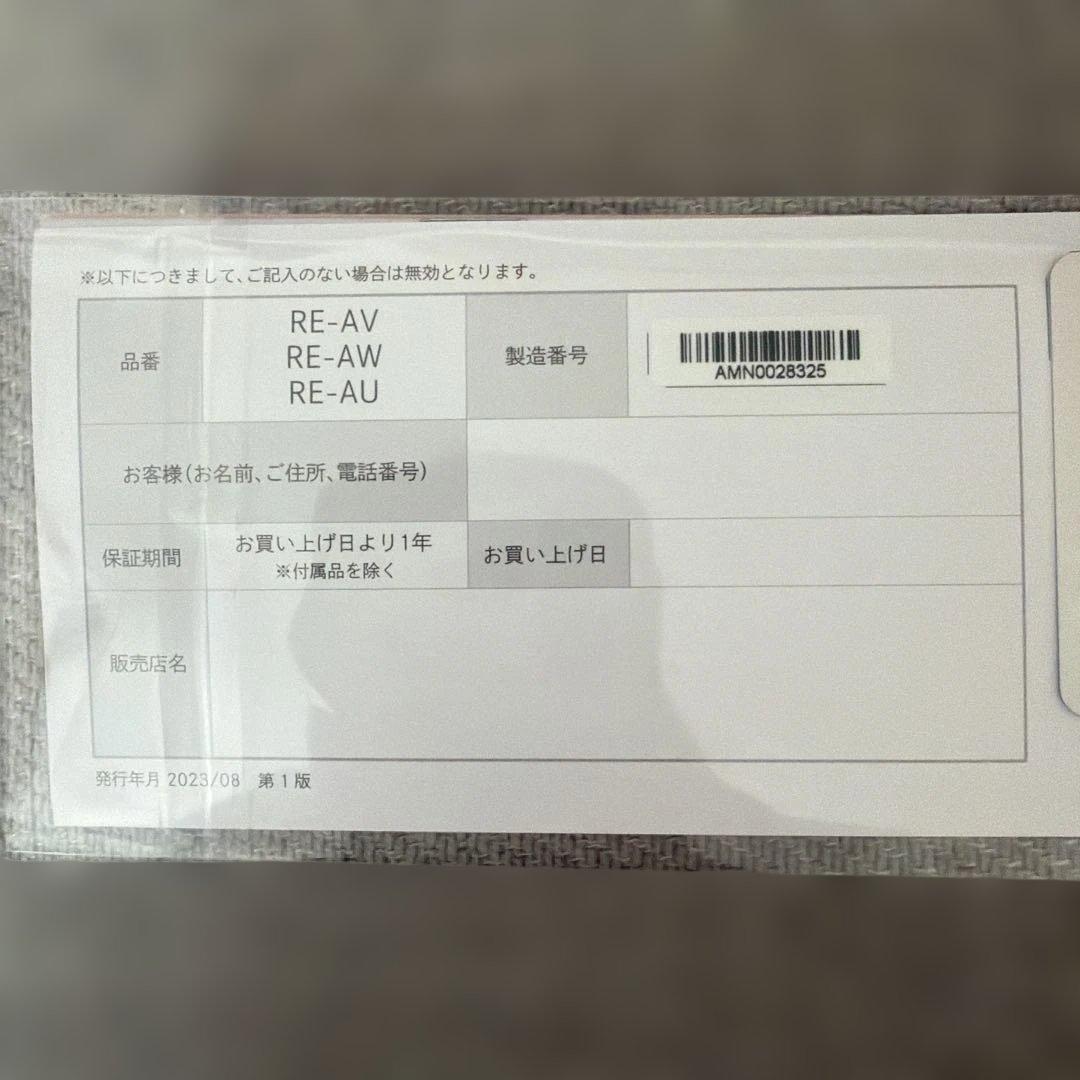 ※以下につきまして、ご記入のない場合は無効となります。
品番
RE-AV
RE-AW
RE-AU
製造番号
AMN0028325
お客様(お名前、ご住所、電話番号)
保証期間
お買い上げ日より1年
※付属品を除く
お買い上げ日
販売店名
発行年月 2023/08 第1版